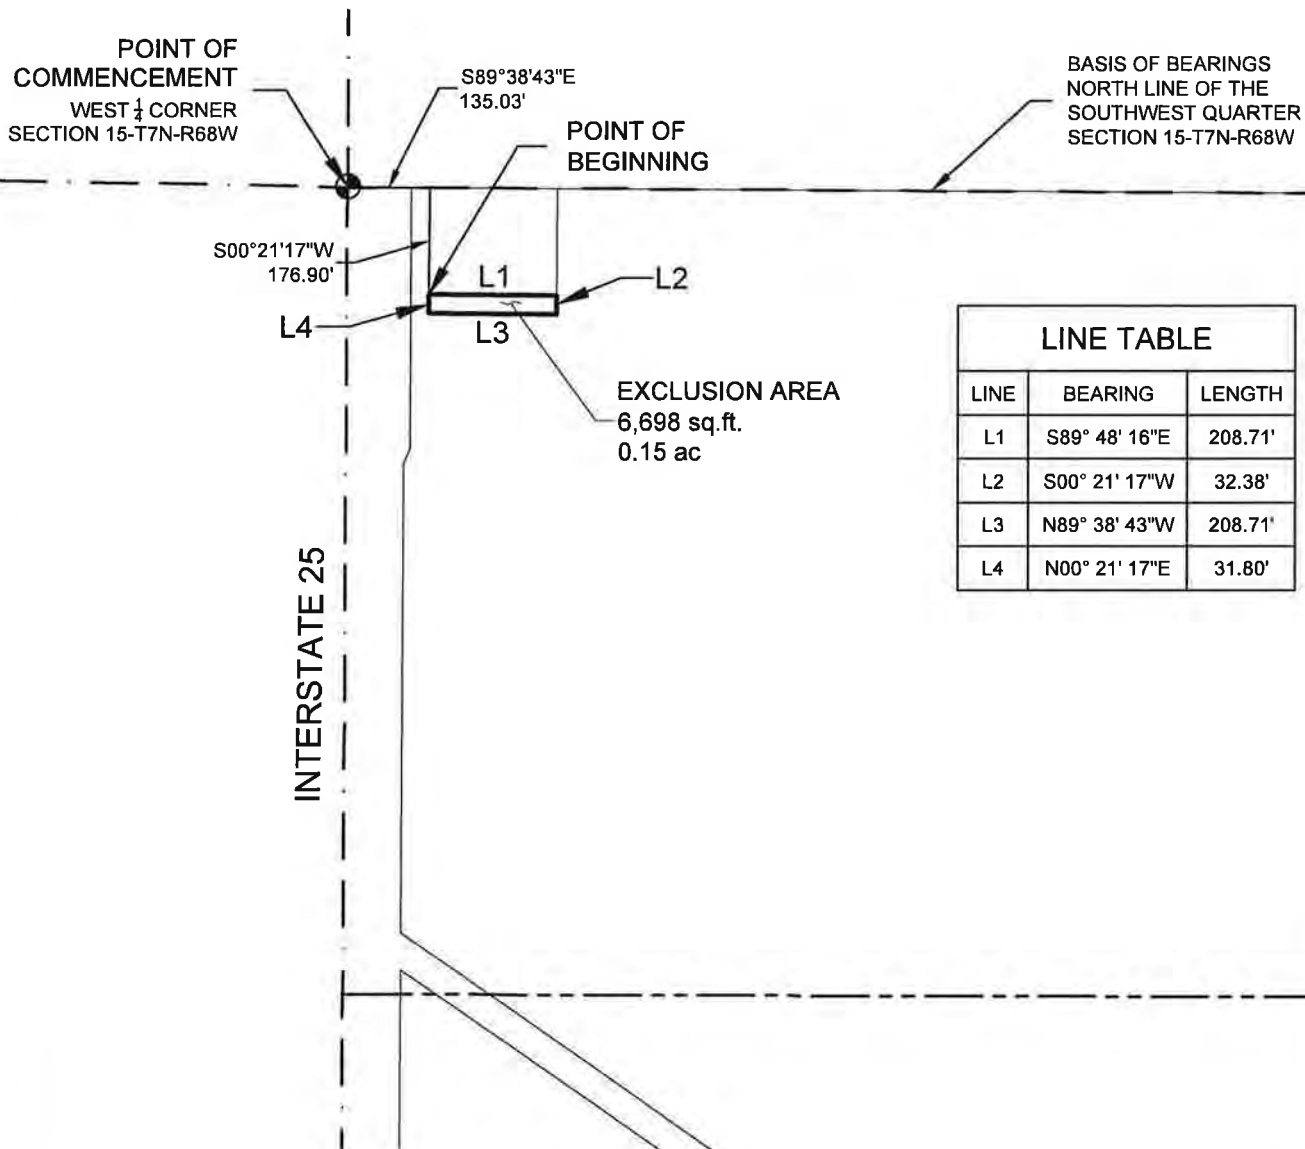 POINT OF
COMMENCEMENT
WEST 1/4 CORNER
SECTION 15-T7N-R68W
S89°38'43"E
135.03'
POINT OF
BEGINNING
BASIS OF BEARINGS
NORTH LINE OF THE
SOUTHWEST QUARTER
SECTION 15-T7N-R68W
S00°21'17"W
176.90'
L1
L2
L4
L3
EXCLUSION AREA
6,698 sq.ft.
0.15 ac
LINE TABLE
LINE BEARING LENGTH
L1 S89° 48' 16"E 208.71'
L2 S00° 21' 17"W 32.38'
L3 N89° 38' 43"W 208.71'
L4 N00° 21' 17"E 31.80'
INTERSTATE 25